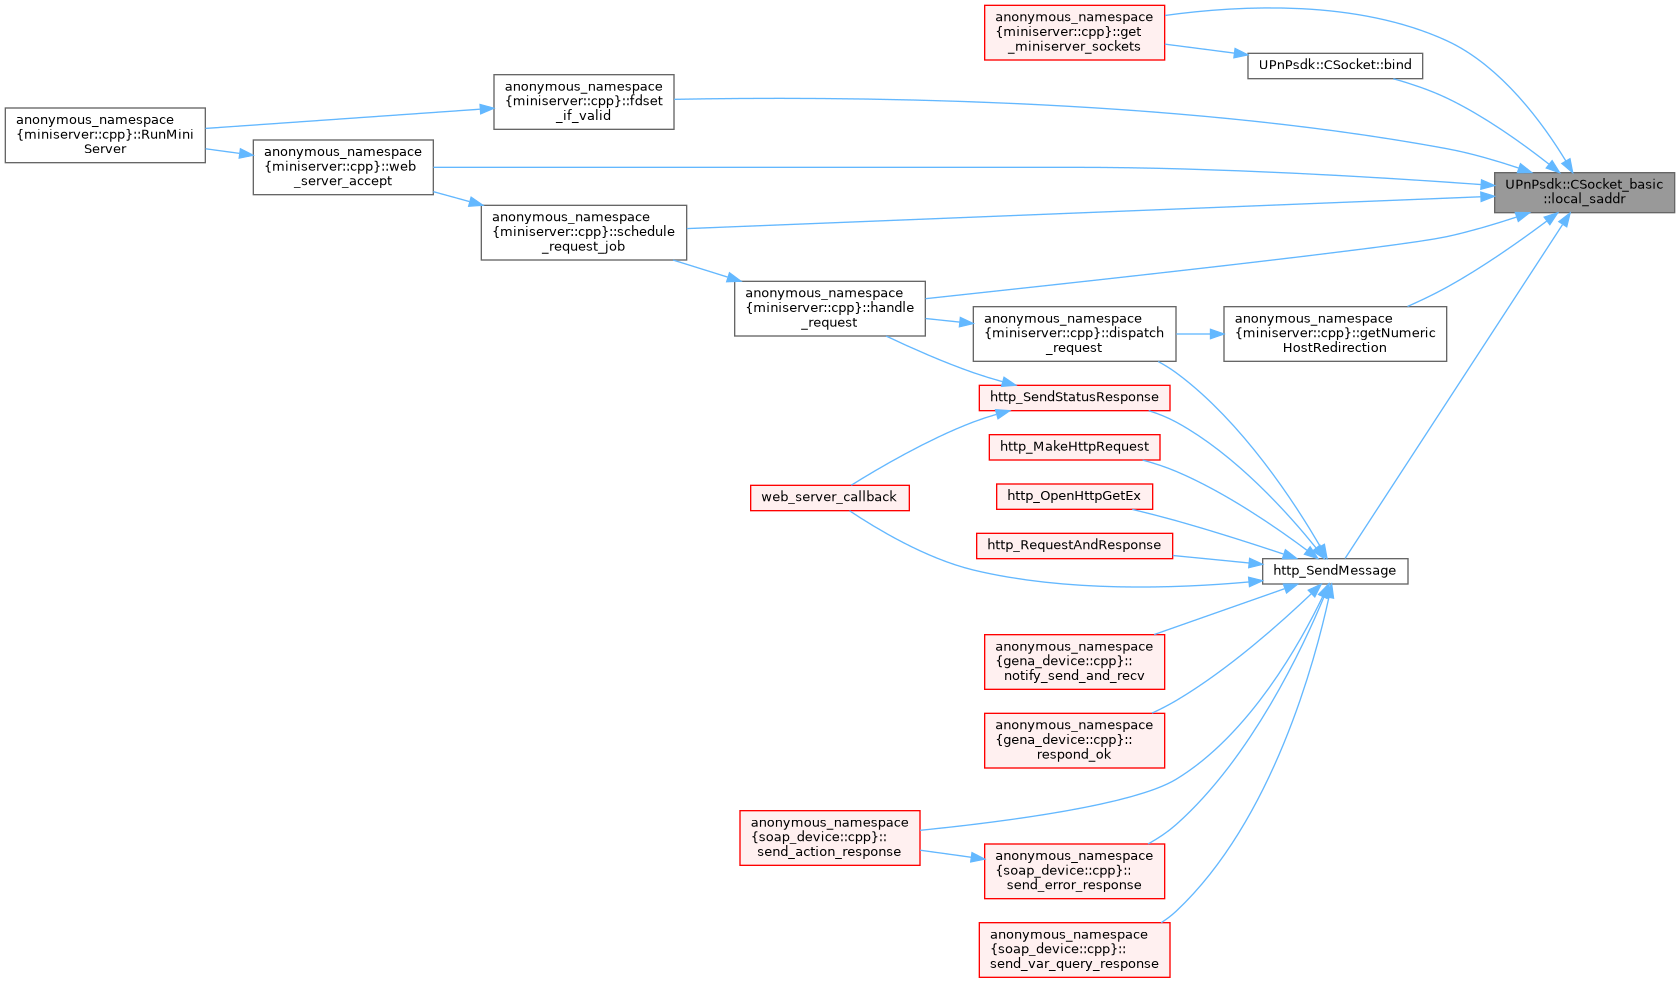 anonymous_namespace
{miniserver::cpp}::get
_miniserver_sockets
UPnPsdk::CSocket::bind
anonymous_namespace
{miniserver::cpp}::fdset
_if_valid
anonymous_namespace
{miniserver::cpp}::RunMini
Server
anonymous_namespace
{miniserver::cpp}::web
_server_accept
UPnPsdk::CSocket_basic
::local_saddr
anonymous_namespace
{miniserver::cpp}::schedule
_request_job
anonymous_namespace
{miniserver::cpp}::handle
_request
anonymous_namespace
{miniserver::cpp}::dispatch
_request
anonymous_namespace
{miniserver::cpp}::getNumeric
HostRedirection
http_SendStatusResponse
http_MakeHttpRequest
web_server_callback
http_OpenHttpGetEx
http_RequestAndResponse
http_SendMessage
anonymous_namespace
{gena_device::cpp}::
notify_send_and_recv
anonymous_namespace
{gena_device::cpp}::
respond_ok
anonymous_namespace
{soap_device::cpp}::
send_action_response
anonymous_namespace
{soap_device::cpp}::
send_error_response
anonymous_namespace
{soap_device::cpp}::
send_var_query_response